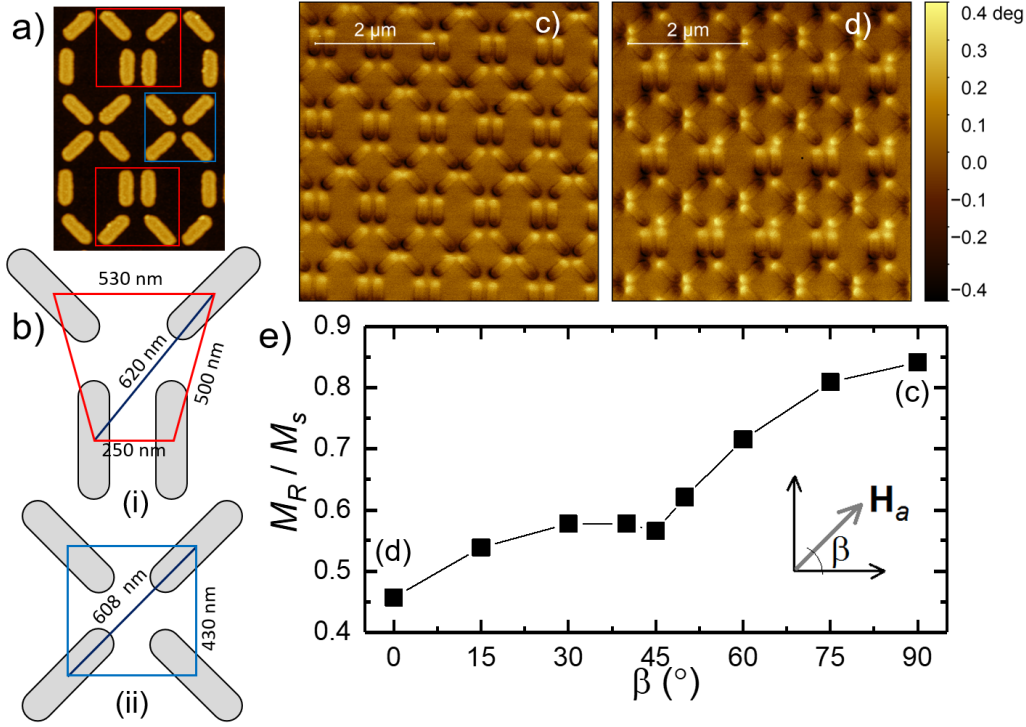 a)
c)
2 µm
d)
2 µm
0.4 deg
0.3
0.2
0.1
0.0
−0.1
−0.2
−0.4
b)
530 nm
620 nm
500 nm
250 nm
(i)
608 nm
430 nm
(ii)
e)
M_R / M_s
0.9
0.8
0.7
0.6
0.5
0.4
(c)
(d)
H_a
β
0 15 30 45 60 75 90
β (°)